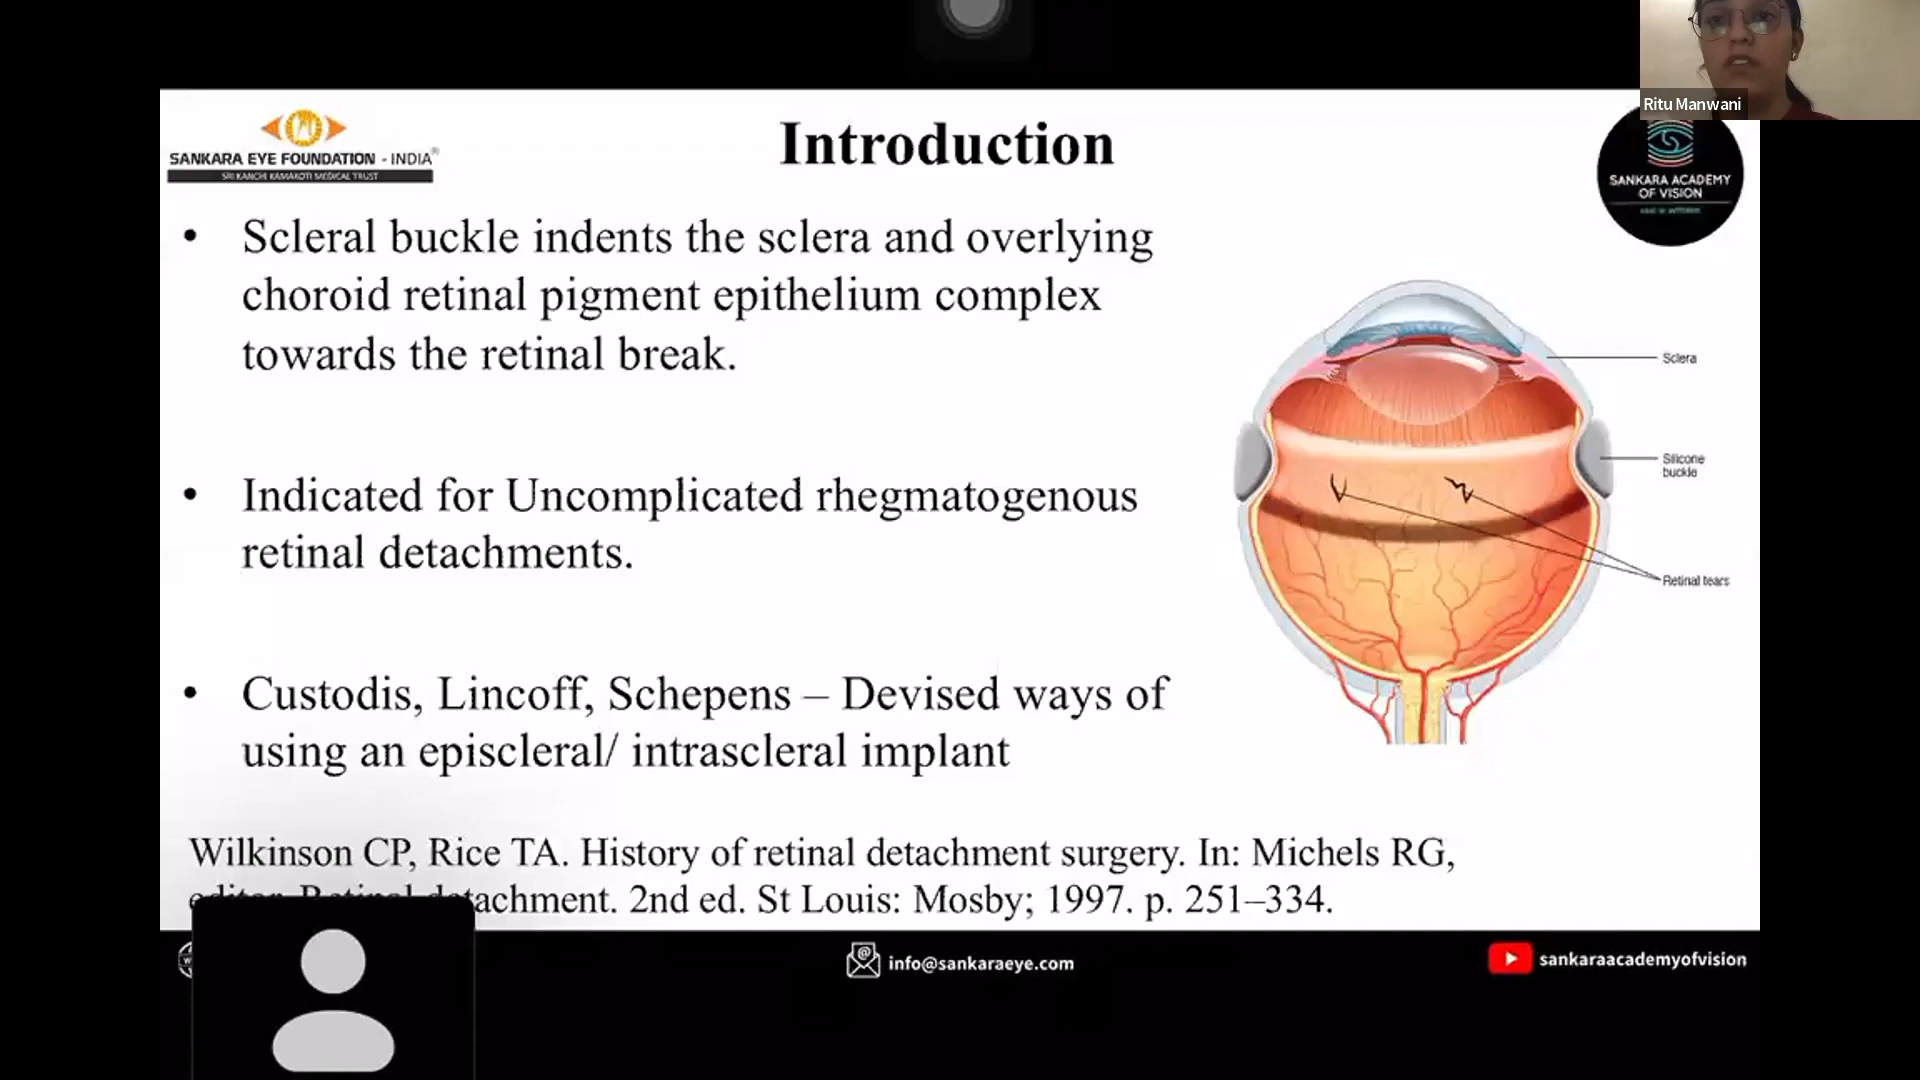 Ritu Manwani
SANKARA EYE FOUNDATION - INDIA®
SRI KANCHI KAMAKOTI MEDICAL TRUST
Introduction
SANKARA ACADEMY
OF VISION
• Scleral buckle indents the sclera and overlying
choroid retinal pigment epithelium complex
towards the retinal break.
• Indicated for Uncomplicated rhegmatogenous
retinal detachments.
• Custodis, Lincoff, Schepens – Devised ways of
using an episcleral/ intrascleral implant
Sclera
Silicone
buckle
Retinal tears
Wilkinson CP, Rice TA. History of retinal detachment surgery. In: Michels RG,
editor. Retinal detachment. 2nd ed. St Louis: Mosby; 1997. p. 251–334.
info@sankaraeye.com
sankaraacademyofvision